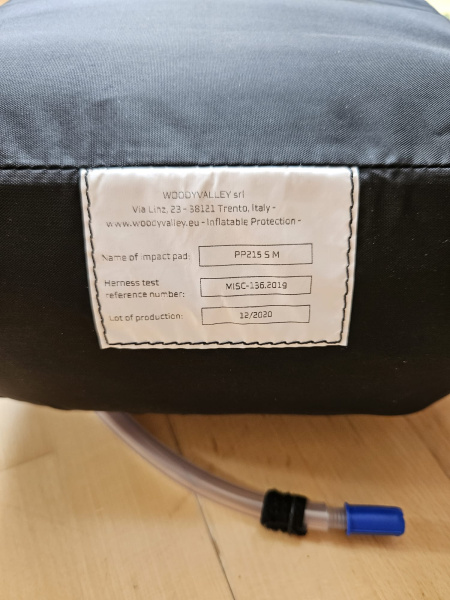 WOODYVALLEY srl
Via Linz, 23 - 38121 Trento, Italy -
www.woodyvalley.eu - Inflatable Protection -
Name of impact pad: PP215 S M
Harness test
reference number: MISC-136.2019
Lot of production: 12/2020